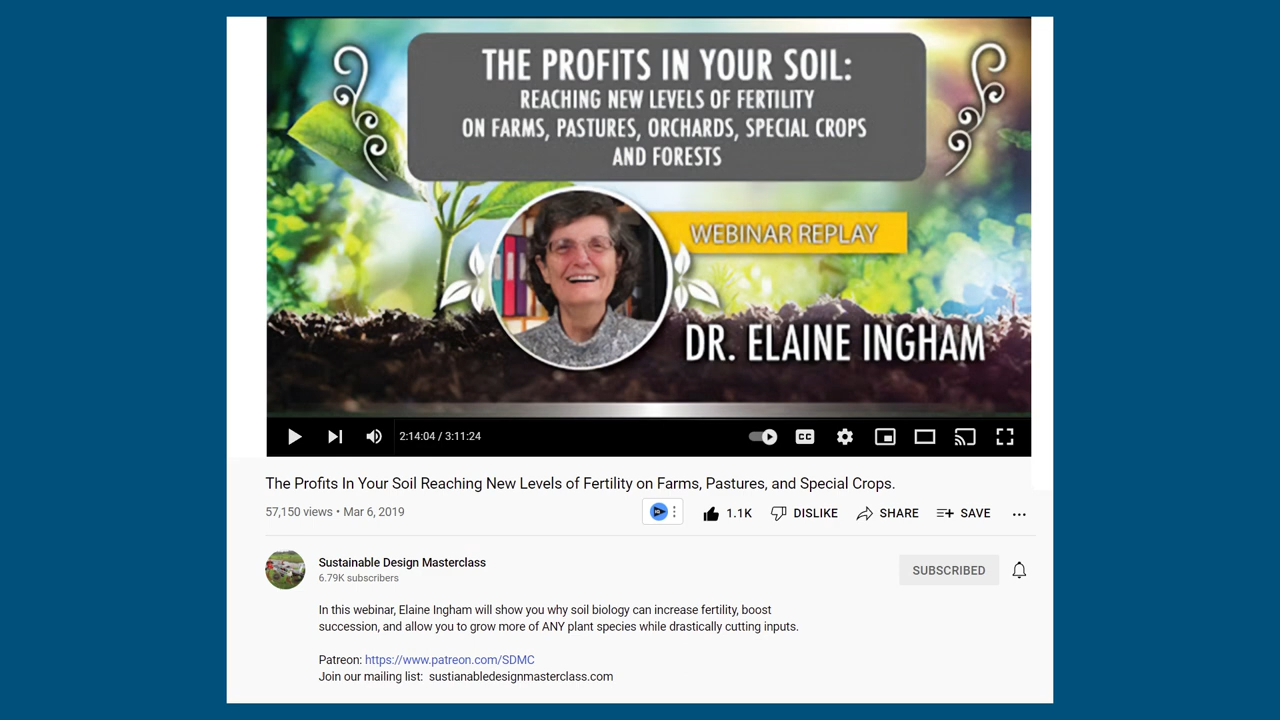 THE PROFITS IN YOUR SOIL:
REACHING NEW LEVELS OF FERTILITY
ON FARMS, PASTURES, ORCHARDS, SPECIAL CROPS
AND FORESTS
WEBINAR REPLAY
DR. ELAINE INGHAM
2:14:04 / 3:11:24
CC
The Profits In Your Soil Reaching New Levels of Fertility on Farms, Pastures, and Special Crops.
57,150 views • Mar 6, 2019
1.1K DISLIKE SHARE SAVE
Sustainable Design Masterclass
6.79K subscribers
SUBSCRIBED
In this webinar, Elaine Ingham will show you why soil biology can increase fertility, boost
succession, and allow you to grow more of ANY plant species while drastically cutting inputs.
Patreon: https://www.patreon.com/SDMC
Join our mailing list: sustianabledesignmasterclass.com